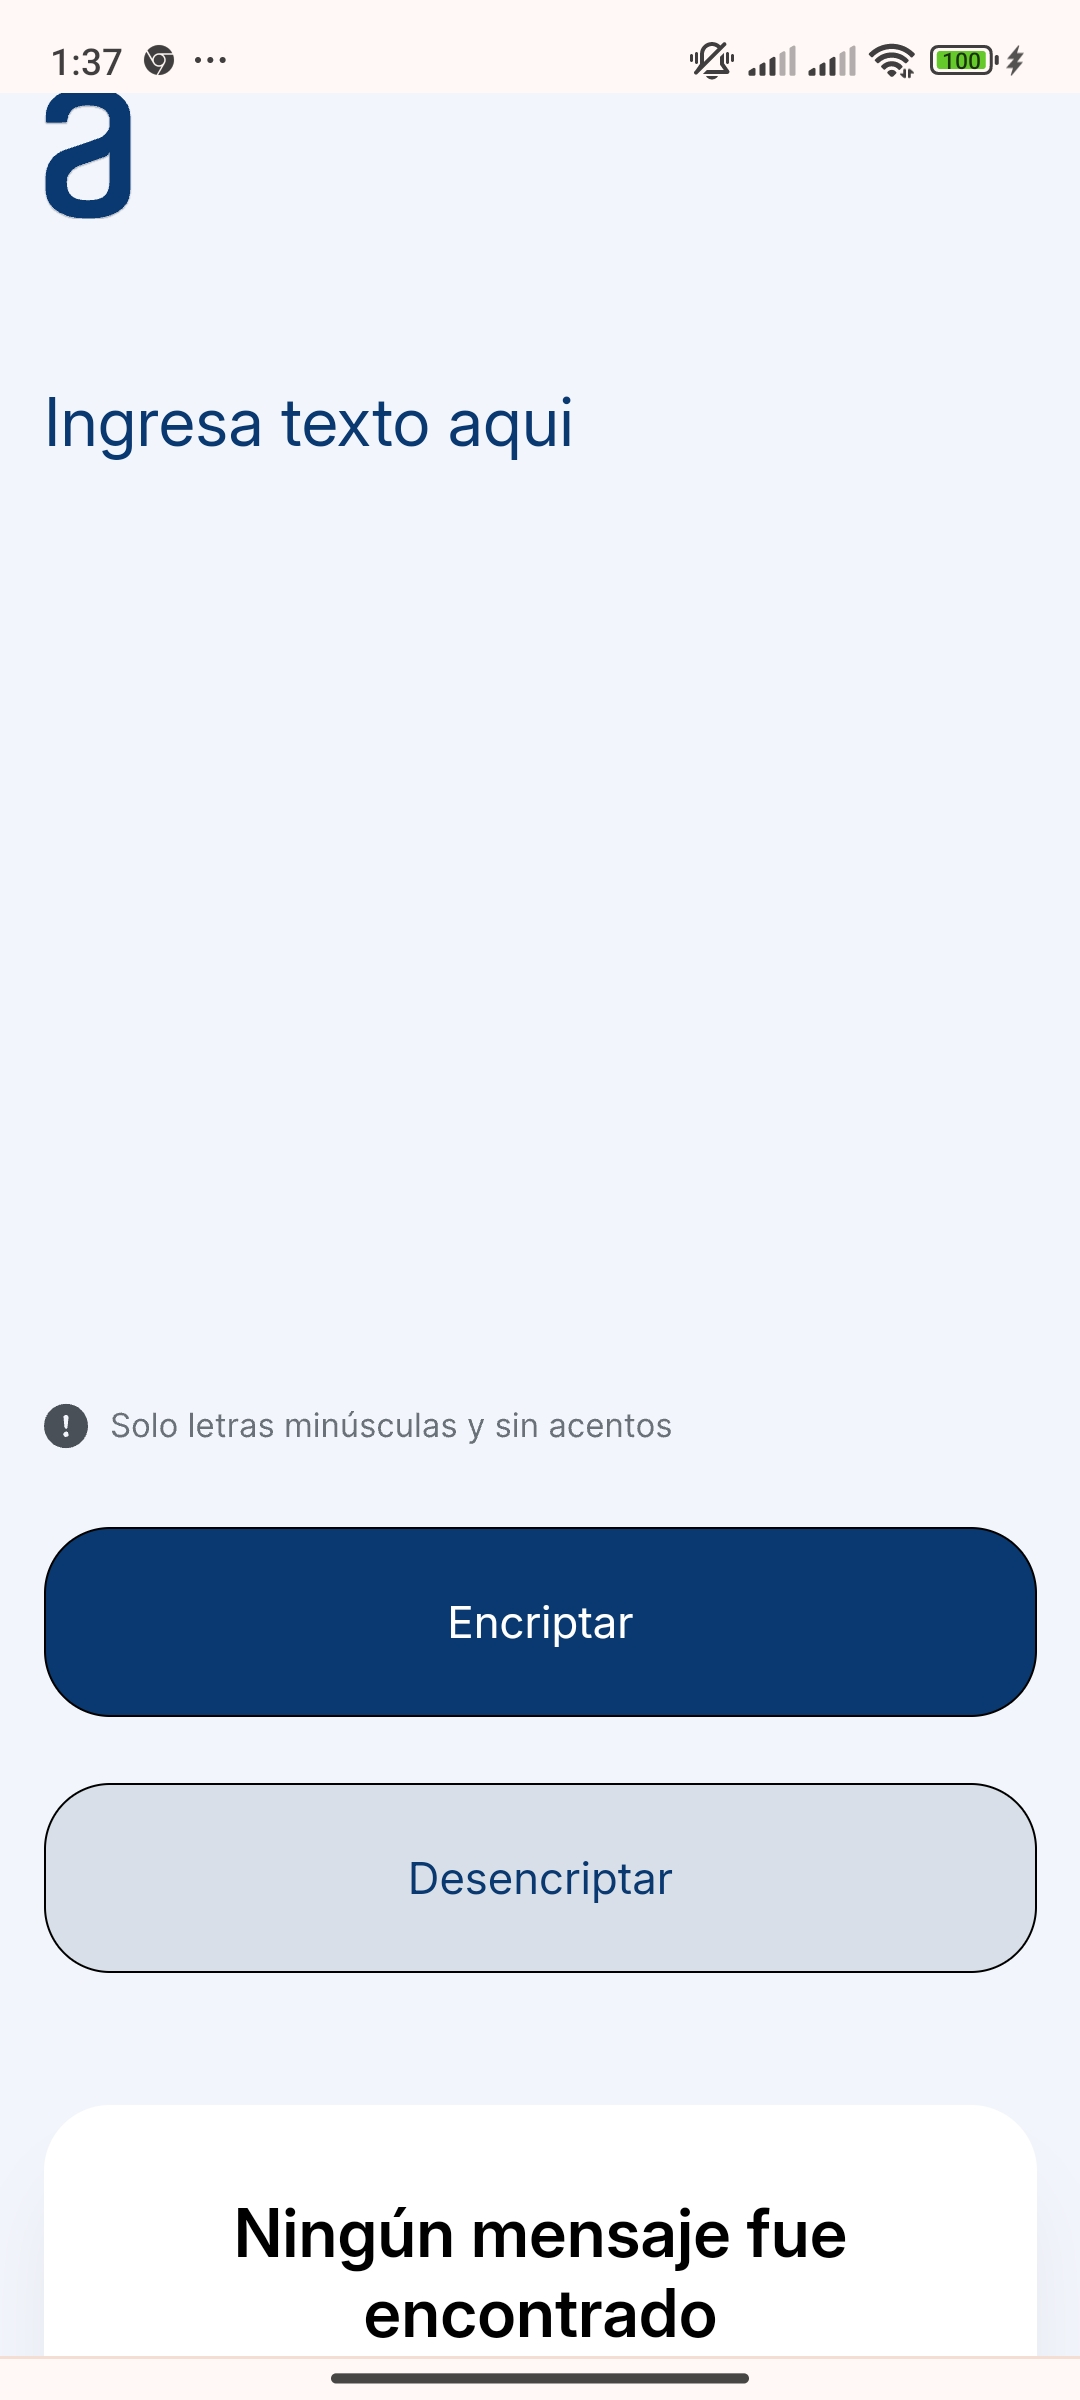 1:37 ...
100
a
Ingresa texto aqui
Solo letras minúsculas y sin acentos
Encriptar
Desencriptar
Ningún mensaje fue
encontrado